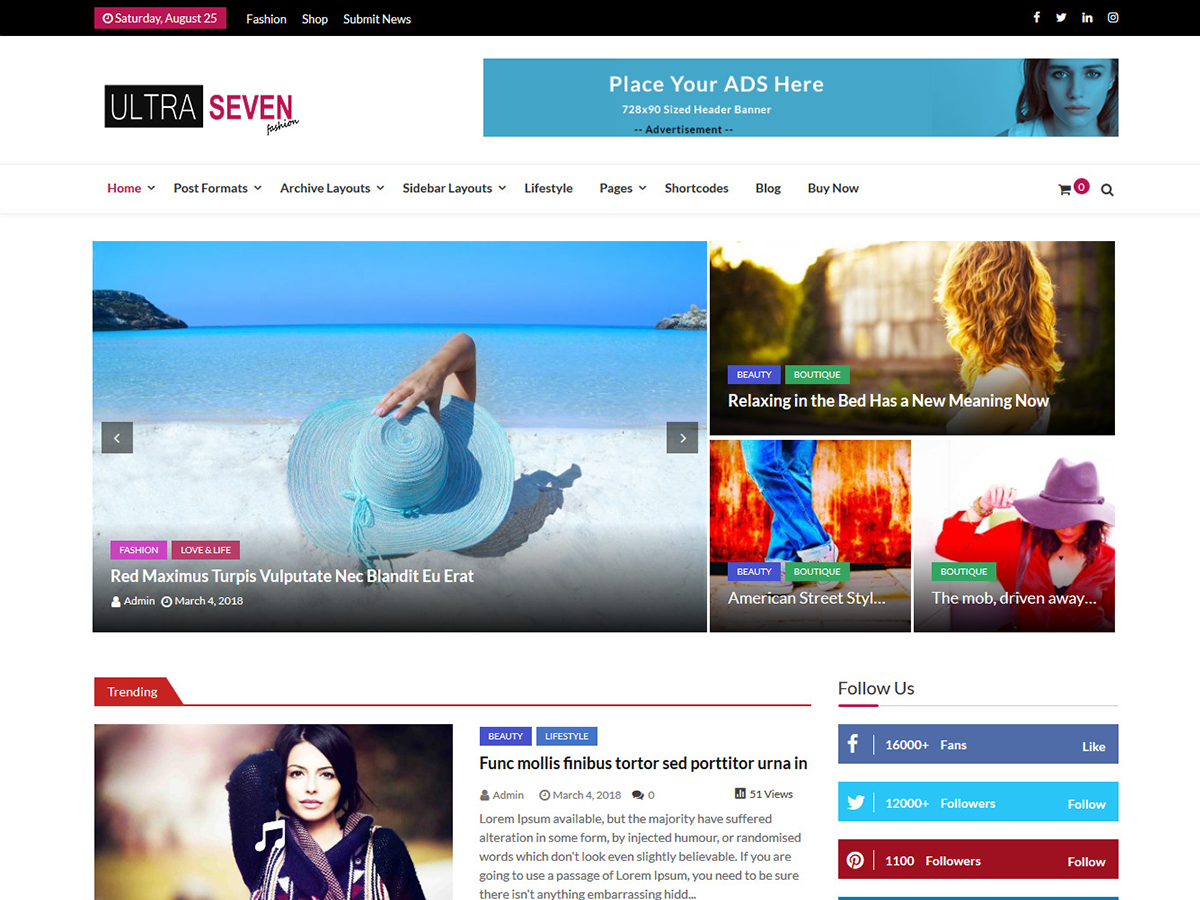 Saturday, August 25 Fashion Shop Submit News
ULTRA SEVEN
fashion
Place Your ADS Here
728x90 Sized Header Banner
-- Advertisement --
Home Post Formats Archive Layouts Sidebar Layouts Lifestyle Pages Shortcodes Blog Buy Now 0
FASHION LOVE & LIFE
Red Maximus Turpis Vulputate Nec Blandit Eu Erat
Admin March 4, 2018
BEAUTY BOUTIQUE
Relaxing in the Bed Has a New Meaning Now
BEAUTY BOUTIQUE
American Street Styl...
BOUTIQUE
The mob, driven away...
Trending
BEAUTY LIFESTYLE
Func mollis finibus tortor sed porttitor urna in
Admin March 4, 2018 0 51 Views
Lorem Ipsum available, but the majority have suffered
alteration in some form, by injected humour, or randomised
words which don't look even slightly believable. If you are
going to use a passage of Lorem Ipsum, you need to be sure
there isn't anything embarrassing hidd...
Follow Us
16000+ Fans Like
12000+ Followers Follow
1100 Followers Follow